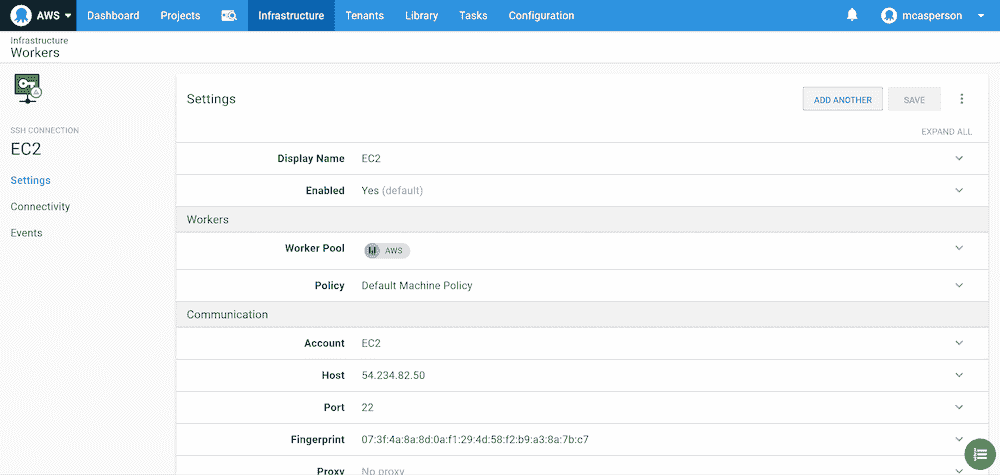 AWS Dashboard Projects Infrastructure Tenants Library Tasks Configuration mcasperson
Infrastructure
Workers
SSH CONNECTION
EC2
Settings
Connectivity
Events
Settings ADD ANOTHER SAVE
EXPAND ALL
Display Name EC2
Enabled Yes (default)
Workers
Worker Pool AWS
Policy Default Machine Policy
Communication
Account EC2
Host 54.234.82.50
Port 22
Fingerprint 07:3f:4a:8a:8d:0a:f1:29:4d:58:f2:b9:a3:8a:7b:c7
Proxy No proxy